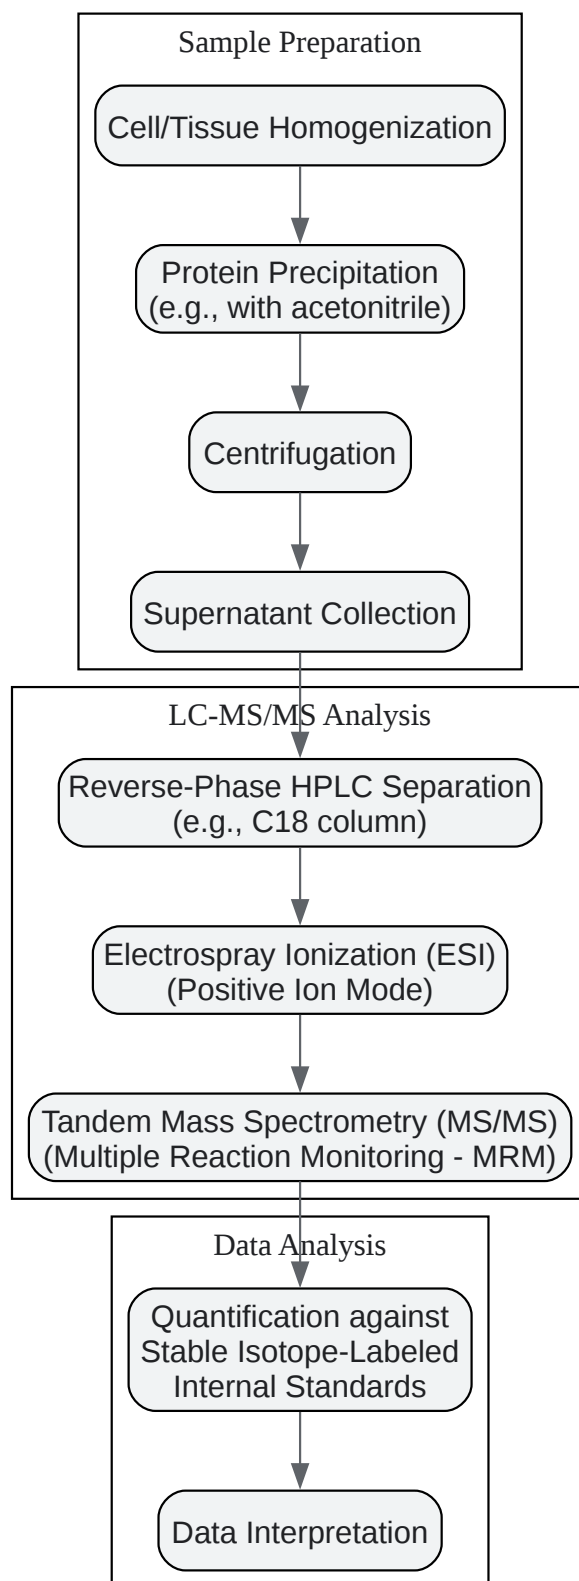 Sample Preparation
Cell/Tissue Homogenization
Protein Precipitation
(e.g., with acetonitrile)
Centrifugation
Supernatant Collection
LC-MS/MS Analysis
Reverse-Phase HPLC Separation
(e.g., C18 column)
Electrospray Ionization (ESI)
(Positive Ion Mode)
Tandem Mass Spectrometry (MS/MS)
(Multiple Reaction Monitoring - MRM)
Data Analysis
Quantification against
Stable Isotope-Labeled
Internal Standards
Data Interpretation